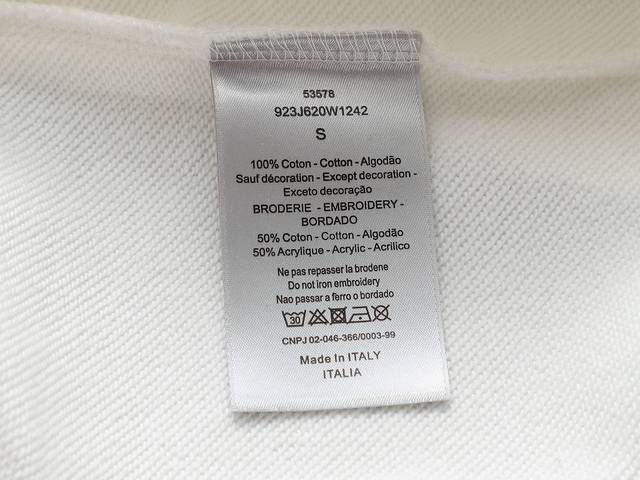 53578
923J620W1242
S
100% Coton - Cotton - Algodão
Sauf décoration - Except decoration -
Exceto decoração
BRODERIE - EMBROIDERY -
BORDADO
50% Coton - Cotton - Algodão
50% Acrylique - Acrylic - Acrilico
Ne pas repasser la brodene
Do not iron embroidery
Nao passar a ferro o bordado
30
CNPJ 02-046-366/0003-99
Made In ITALY
ITALIA